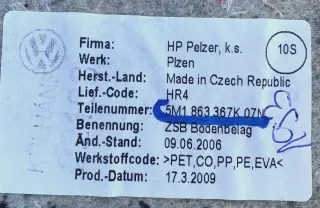 Firma: HP Pelzer, k.s. 10S
Werk: Plzen
Herst.-Land: Made in Czech Republic
Lief.-Code: HR4
Teilenummer: 5M1 863 367K 07N
Benennung: ZSB Bodenbelag
Änd.-Stand: 09.06.2006
Werkstoffcode: >PET,CO,PP,PE,EVA<
Prod.-Datum: 17.3.2009